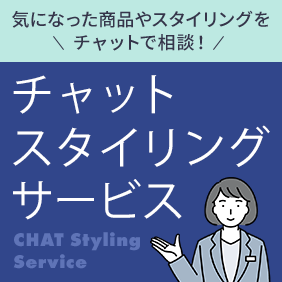 気になった商品やスタイリングを
\ チャットで相談！ /
チャット
スタイリング
サービス
CHAT Styling
Service